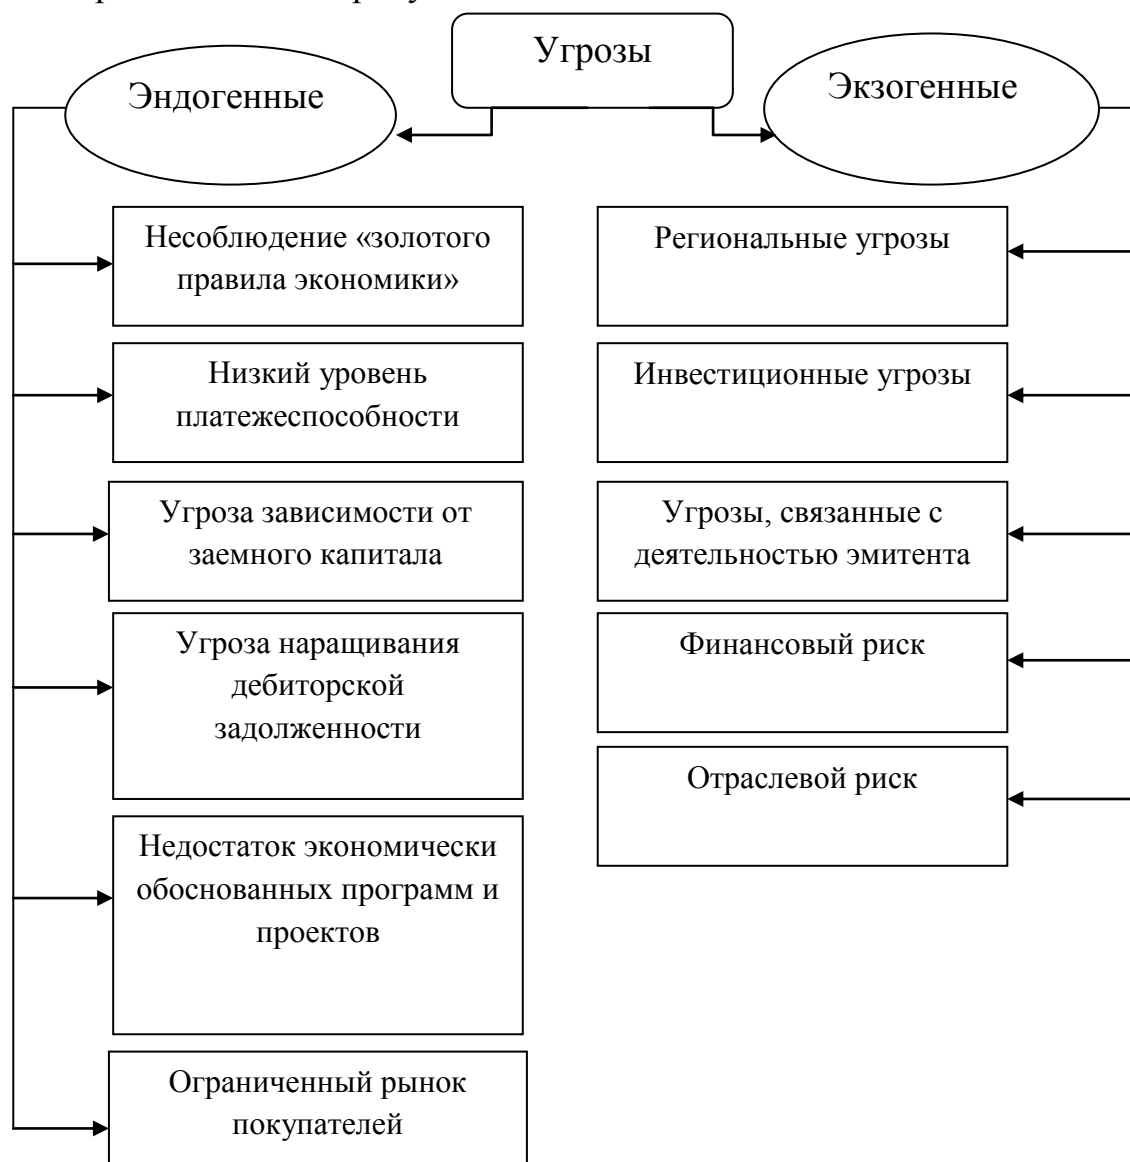 Угрозы
Эндогенные
Экзогенные
Несоблюдение «золотого
правила экономики»
Низкий уровень
платежеспособности
Угроза зависимости от
заемного капитала
Угроза наращивания
дебиторской
задолженности
Недостаток экономически
обоснованных программ и
проектов
Ограниченный рынок
покупателей
Региональные угрозы
Инвестиционные угрозы
Угрозы, связанные с
деятельностью эмитента
Финансовый риск
Отраслевой риск